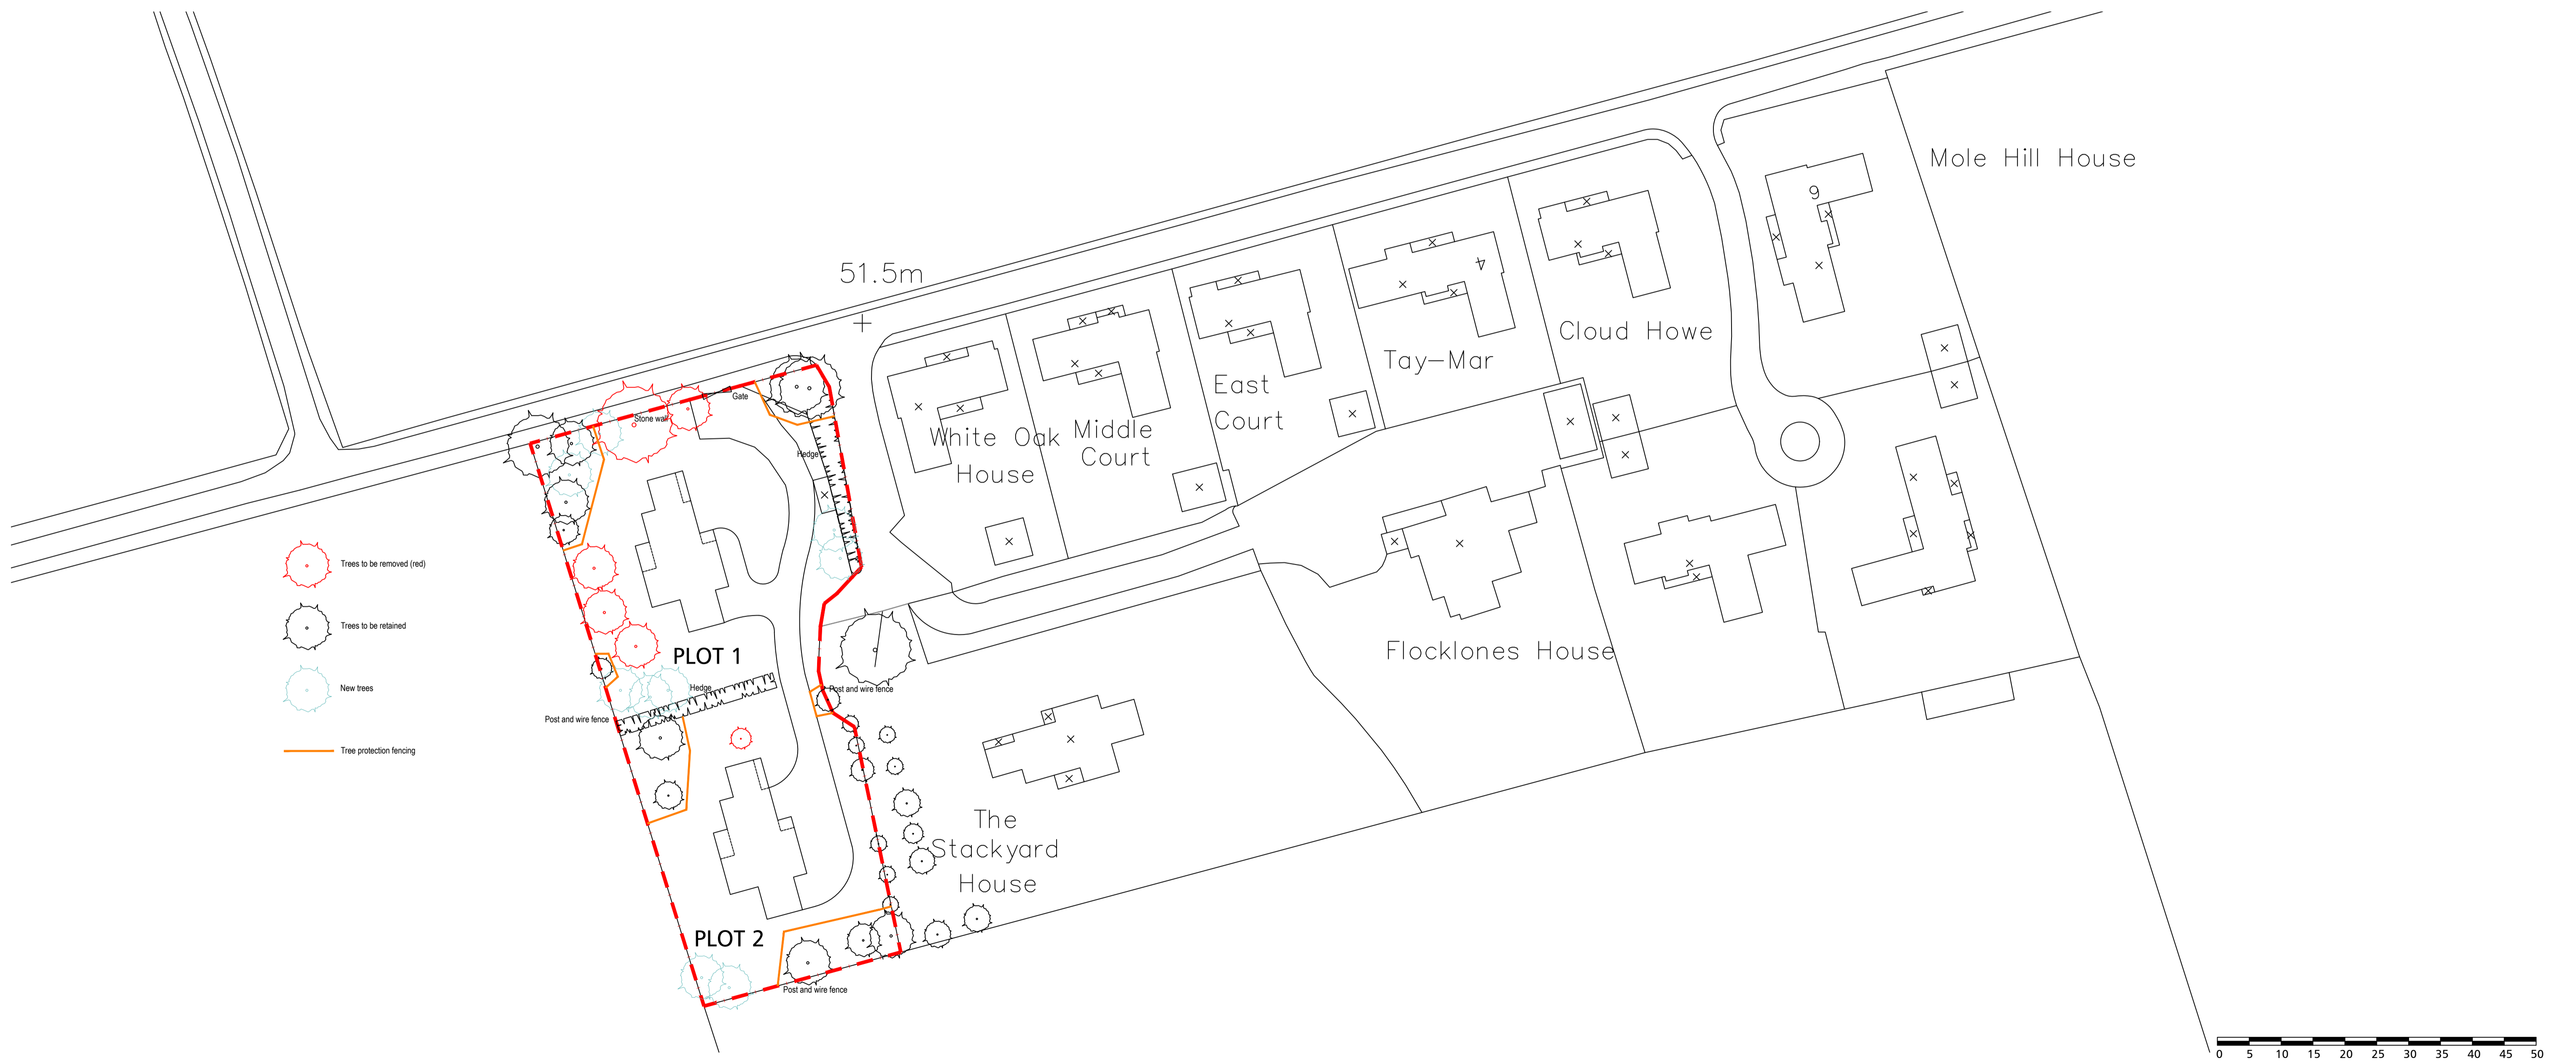 Mole Hill House
6
51.5m
4
Cloud Howe
Tay-Mar
East
Court
Gate
Stone wall
White Oak
House
Middle
Court
Hedge
Trees to be removed (red)
Trees to be retained
New trees
Tree protection fencing
PLOT 1
Hedge
Post and wire fence
Post and wire fence
Flocklones House
The
Stackyard
House
PLOT 2
Post and wire fence
0 5 10 15 20 25 30 35 40 45 50